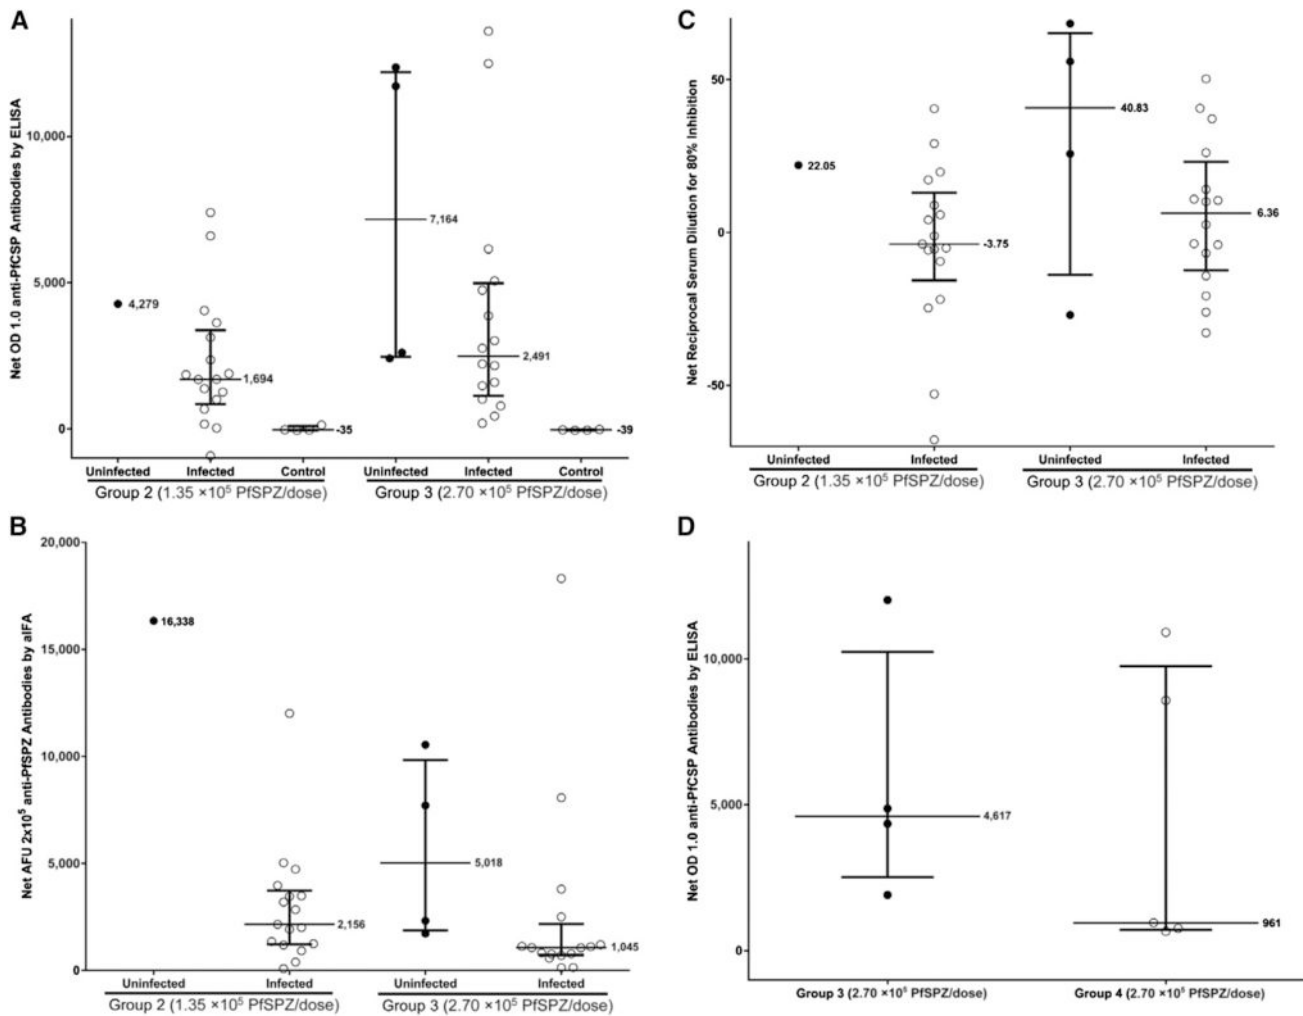 A
Net OD 1.0 anti-PfCSP Antibodies by ELISA
10,000
5,000
0
4,279
1,694
-35
7,164
2,491
-39
Uninfected Infected Control Uninfected Infected Control
Group 2 (1.35 ×10⁵ PfSPZ/dose) Group 3 (2.70 ×10⁵ PfSPZ/dose)
C
Net Reciprocal Serum Dilution for 80% Inhibition
50
0
-50
22.05
-3.75
40.83
6.36
Uninfected Infected Uninfected Infected
Group 2 (1.35 ×10⁵ PfSPZ/dose) Group 3 (2.70 ×10⁵ PfSPZ/dose)
B
Net AFU 2x10⁵ anti-PfSPZ Antibodies by aIFA
20,000
15,000
10,000
5,000
0
16,338
2,156
5,018
1,045
Uninfected Infected Uninfected Infected
Group 2 (1.35 ×10⁵ PfSPZ/dose) Group 3 (2.70 ×10⁵ PfSPZ/dose)
D
Net OD 1.0 anti-PfCSP Antibodies by ELISA
10,000
5,000
0
4,617
961
Group 3 (2.70 ×10⁵ PfSPZ/dose) Group 4 (2.70 ×10⁵ PfSPZ/dose)